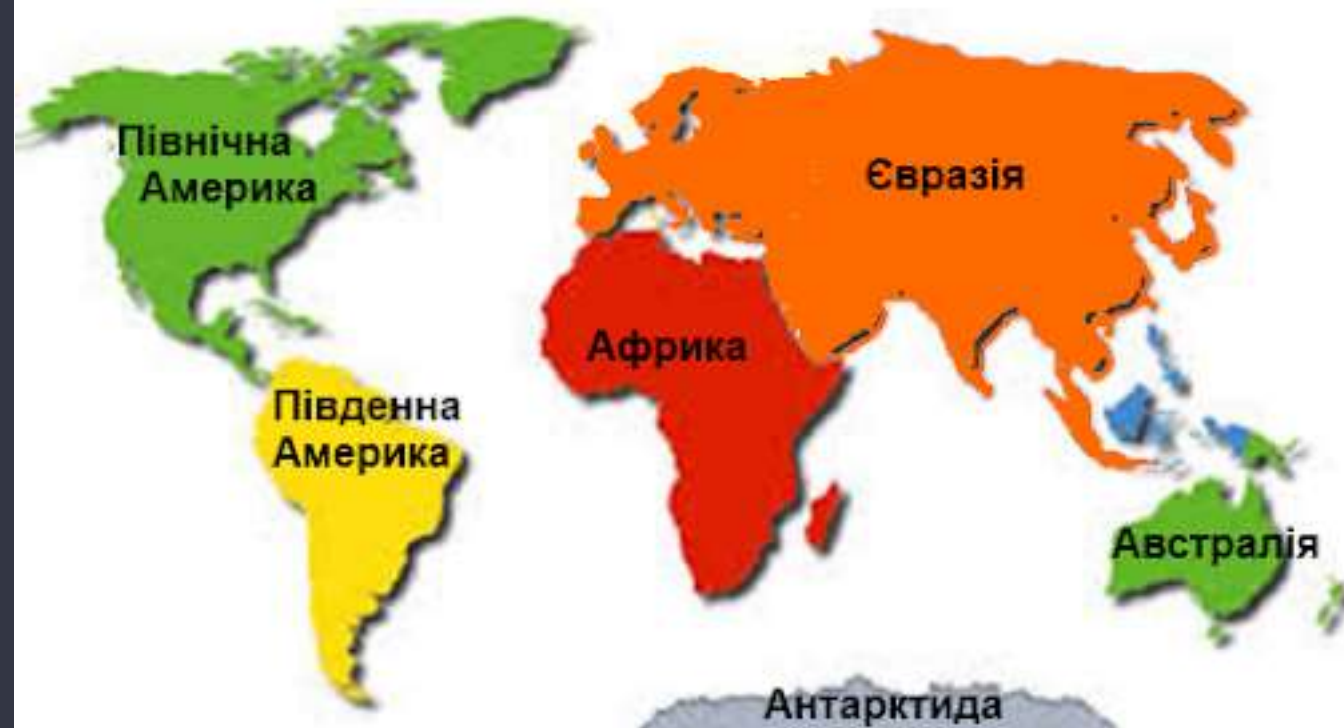 Північна
Америка
Євразія
Африка
Південна
Америка
Австралія
Антарктида